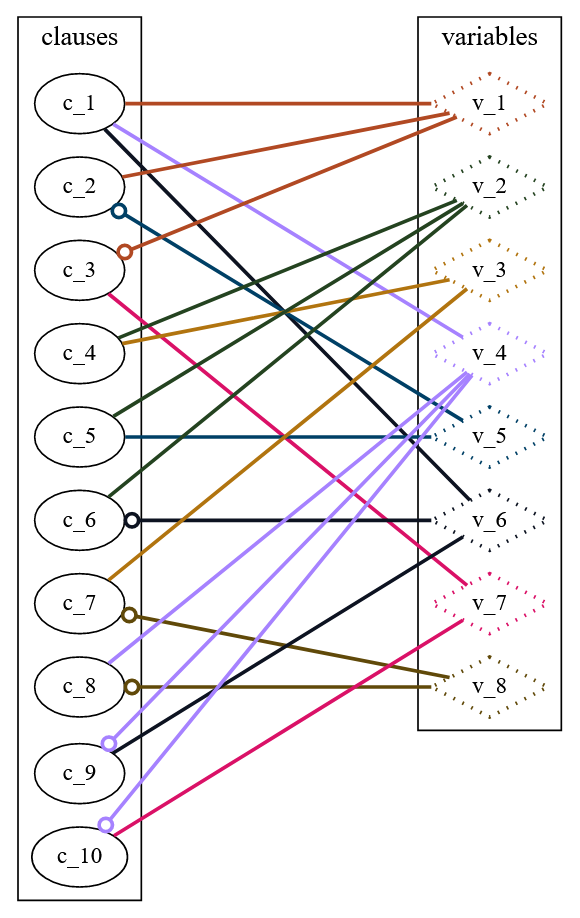 clauses
variables
c_1
v_1
c_2
v_2
c_3
v_3
c_4
v_4
c_5
v_5
c_6
v_6
c_7
v_7
c_8
v_8
c_9
c_10